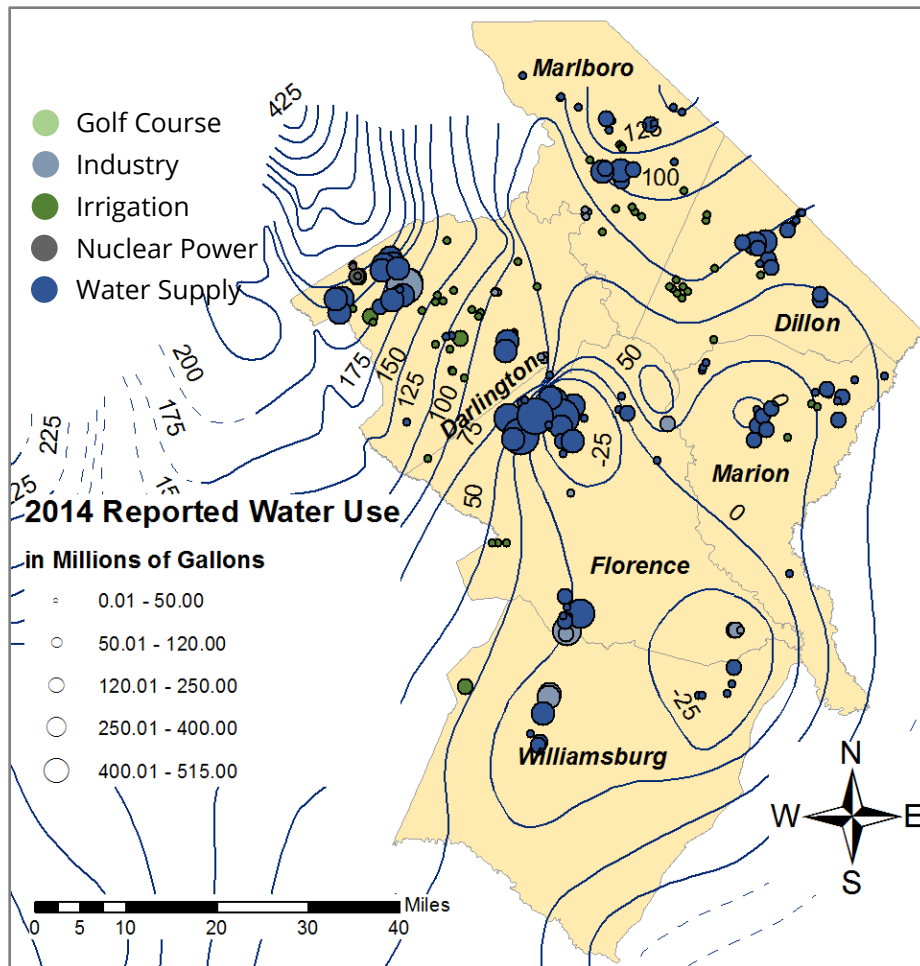 Marlboro
425
Golf Course
125
Industry
100
Irrigation
Nuclear Power
Water Supply
Dillon
200
175
150
50
125
100
Darlington
0
75
175
225
-25
25
15
Marion
50
0
2014 Reported Water Use
in Millions of Gallons
Florence
0.01 - 50.00
50.01 - 120.00
120.01 - 250.00
-25
250.01 - 400.00
Williamsburg
400.01 - 515.00
N
W E
S
Miles
0 5 10 20 30 40